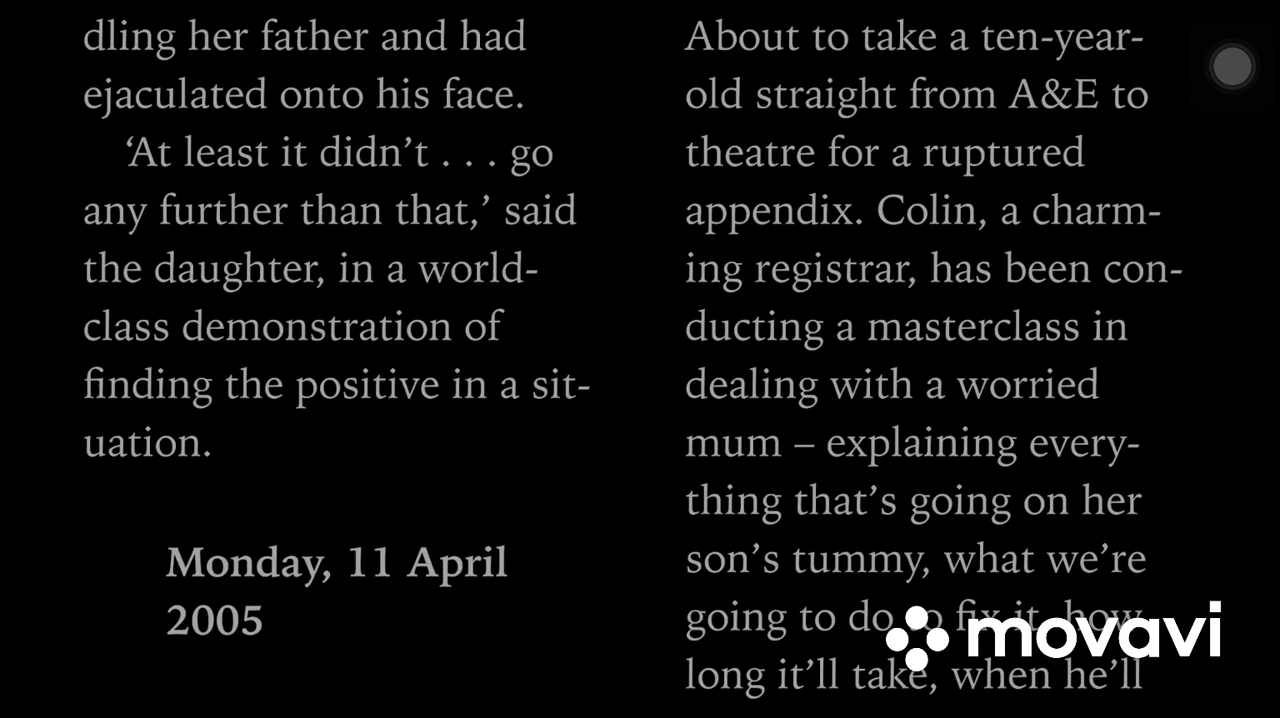 dling her father and had
ejaculated onto his face.
‘At least it didn’t . . . go
any further than that,’ said
the daughter, in a world-
class demonstration of
finding the positive in a sit-
uation.
Monday, 11 April
2005
About to take a ten-year-
old straight from A&E to
theatre for a ruptured
appendix. Colin, a charm-
ing registrar, has been con-
ducting a masterclass in
dealing with a worried
mum – explaining every-
thing that’s going on her
son’s tummy, what we’re
going to do to fix it, how
long it’ll take, when he’ll
movavi